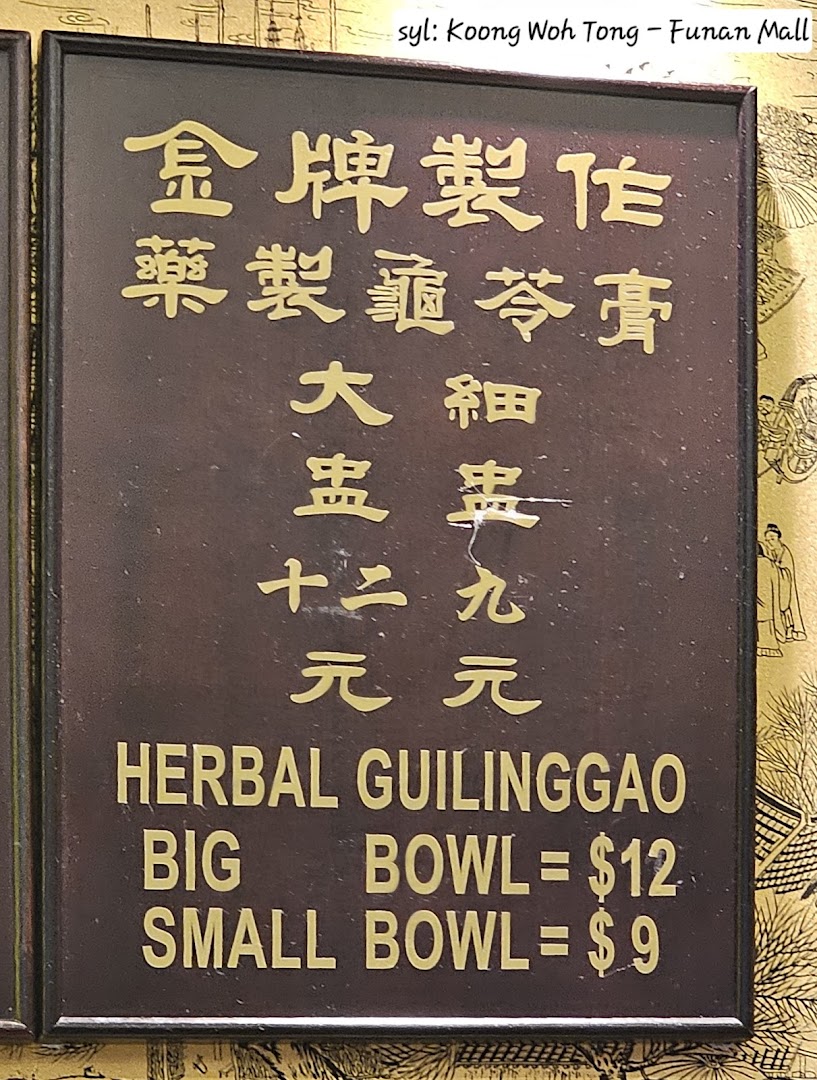 syl: Koong Woh Tong - Funan Mall
金牌製作
藥製龜苓膏
大 細
盅 盅
十二 九
元 元
HERBAL GUILINGGAO
BIG BOWL = $12
SMALL BOWL = $ 9